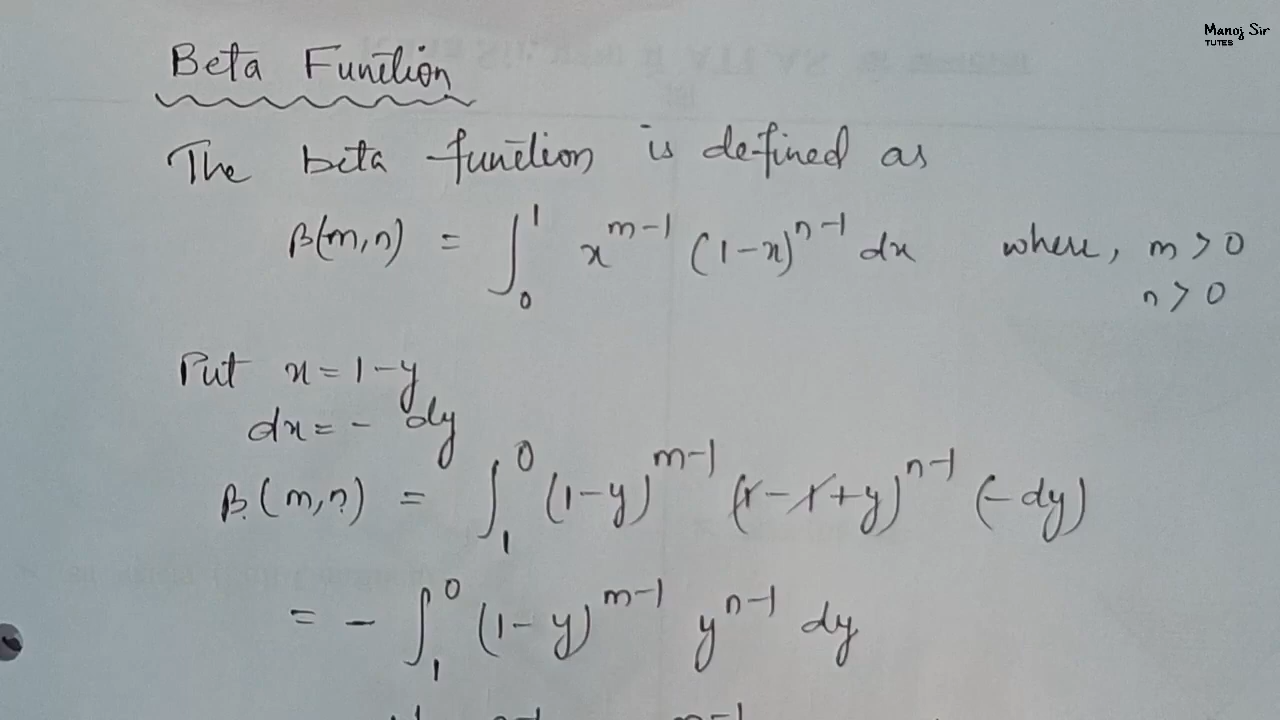 Manoj Sir
TUTES
Beta Function
The beta function is defined as
β(m,n) = ∫₀¹ x^(m-1) (1-x)^(n-1) dx where, m > 0
n > 0
Put x = 1-y
dx = - dy
β(m,n) = ∫₁⁰ (1-y)^(m-1) (1-1+y)^(n-1) (-dy)
= - ∫₁⁰ (1-y)^(m-1) y^(n-1) dy